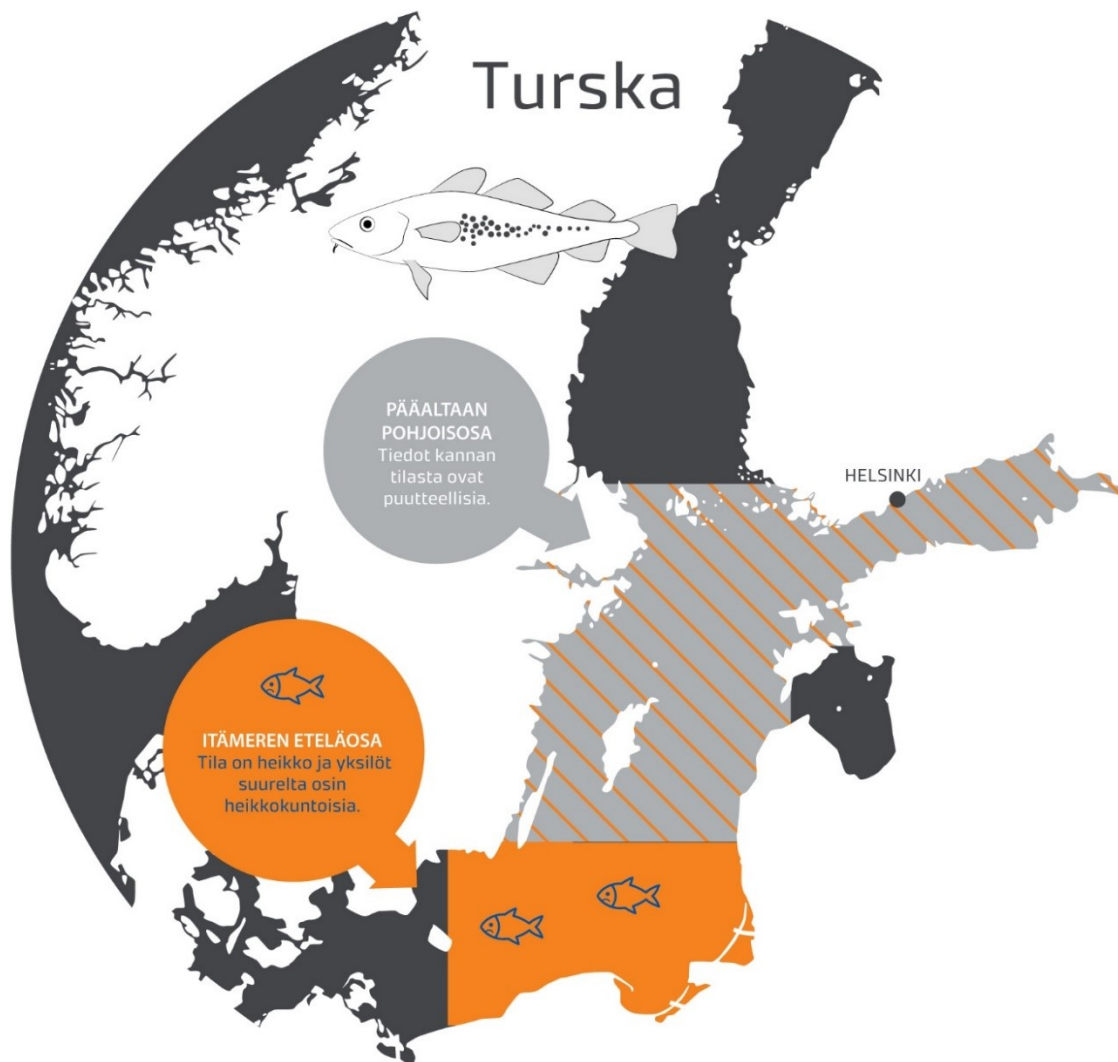 Turska
PÄÄALTAAN
POHJOISOSA
Tiedot kannan
tilasta ovat
puutteellisia.
HELSINKI
ITÄMEREN ETELÄOSA
Tila on heikko ja yksilöt
suurelta osin
heikkokuntoisia.